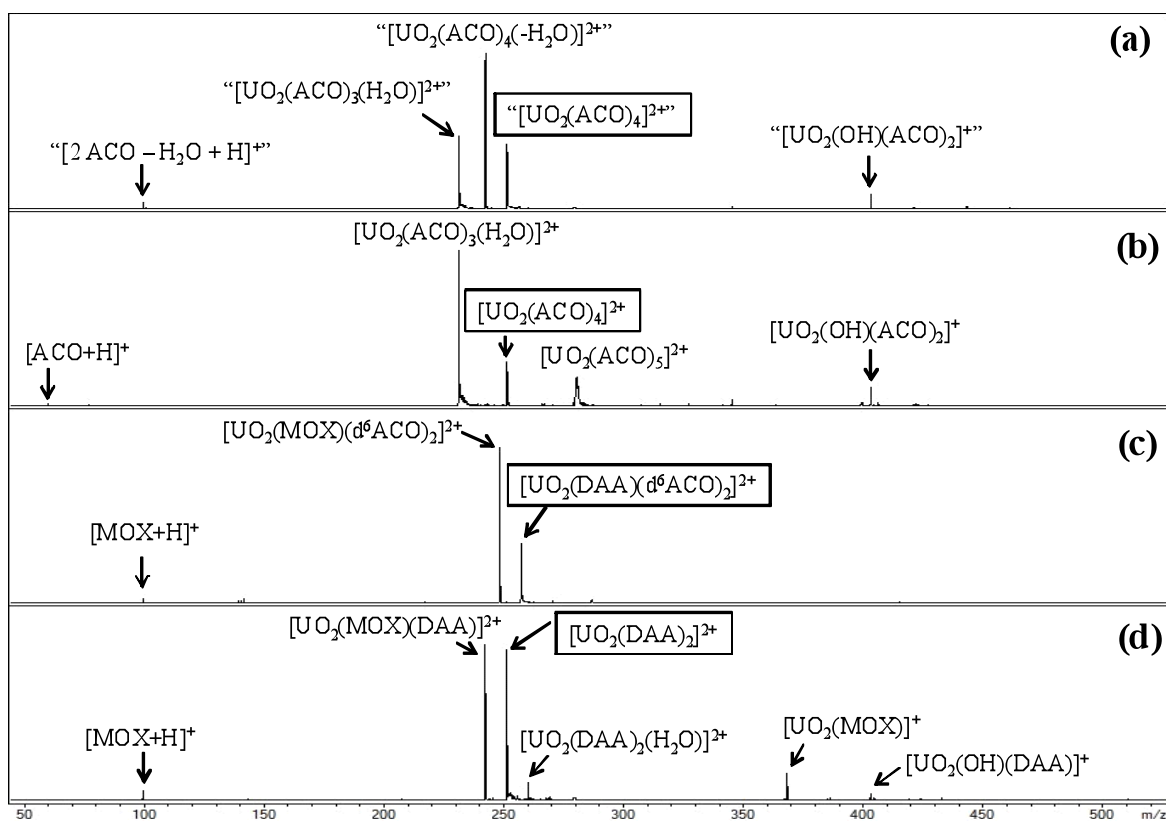 “[UO₂(ACO)₄(-H₂O)]²⁺”
(a)
“[UO₂(ACO)₃(H₂O)]²⁺”
“[UO₂(ACO)₄]²⁺”
“[2 ACO – H₂O + H]⁺”
“[UO₂(OH)(ACO)₂]⁺”
[UO₂(ACO)₃(H₂O)]²⁺
(b)
[UO₂(ACO)₄]²⁺
[ACO+H]⁺
[UO₂(ACO)₅]²⁺
[UO₂(OH)(ACO)₂]⁺
[UO₂(MOX)(d⁶ACO)₂]²⁺
(c)
[UO₂(DAA)(d⁶ACO)₂]²⁺
[MOX+H]⁺
[UO₂(MOX)(DAA)]²⁺
[UO₂(DAA)₂]²⁺
(d)
[MOX+H]⁺
[UO₂(DAA)₂(H₂O)]²⁺
[UO₂(MOX)]⁺
[UO₂(OH)(DAA)]⁺
50 100 150 200 250 300 350 400 450 500 m/z